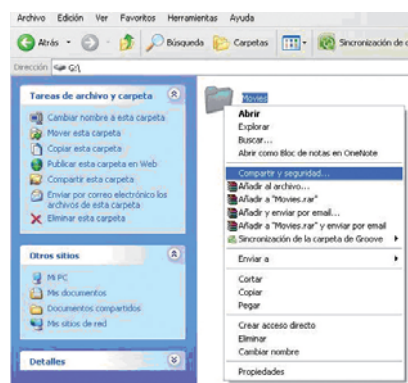 Archivo Edición Ver Favoritos Herramientas Ayuda
Atrás Búsqueda Carpetas Sincronización de c
Dirección G:\
Tareas de archivo y carpeta
Cambiar nombre a esta carpeta
Mover esta carpeta
Copiar esta carpeta
Publicar esta carpeta en Web
Compartir esta carpeta
Enviar por correo electrónico los
archivos de esta carpeta
Eliminar esta carpeta
Otros sitios
Mi PC
Mis documentos
Documentos compartidos
Mis sitios de red
Detalles
Movies
Abrir
Explorar
Buscar...
Abrir como Bloc de notas en OneNote
Compartir y seguridad...
Añadir al archivo...
Añadir a "Movies.rar"
Añadir y enviar por email...
Añadir a "Movies.rar" y enviar por email
Sincronización de la carpeta de Groove
Enviar a
Cortar
Copiar
Pegar
Crear acceso directo
Eliminar
Cambiar nombre
Propiedades